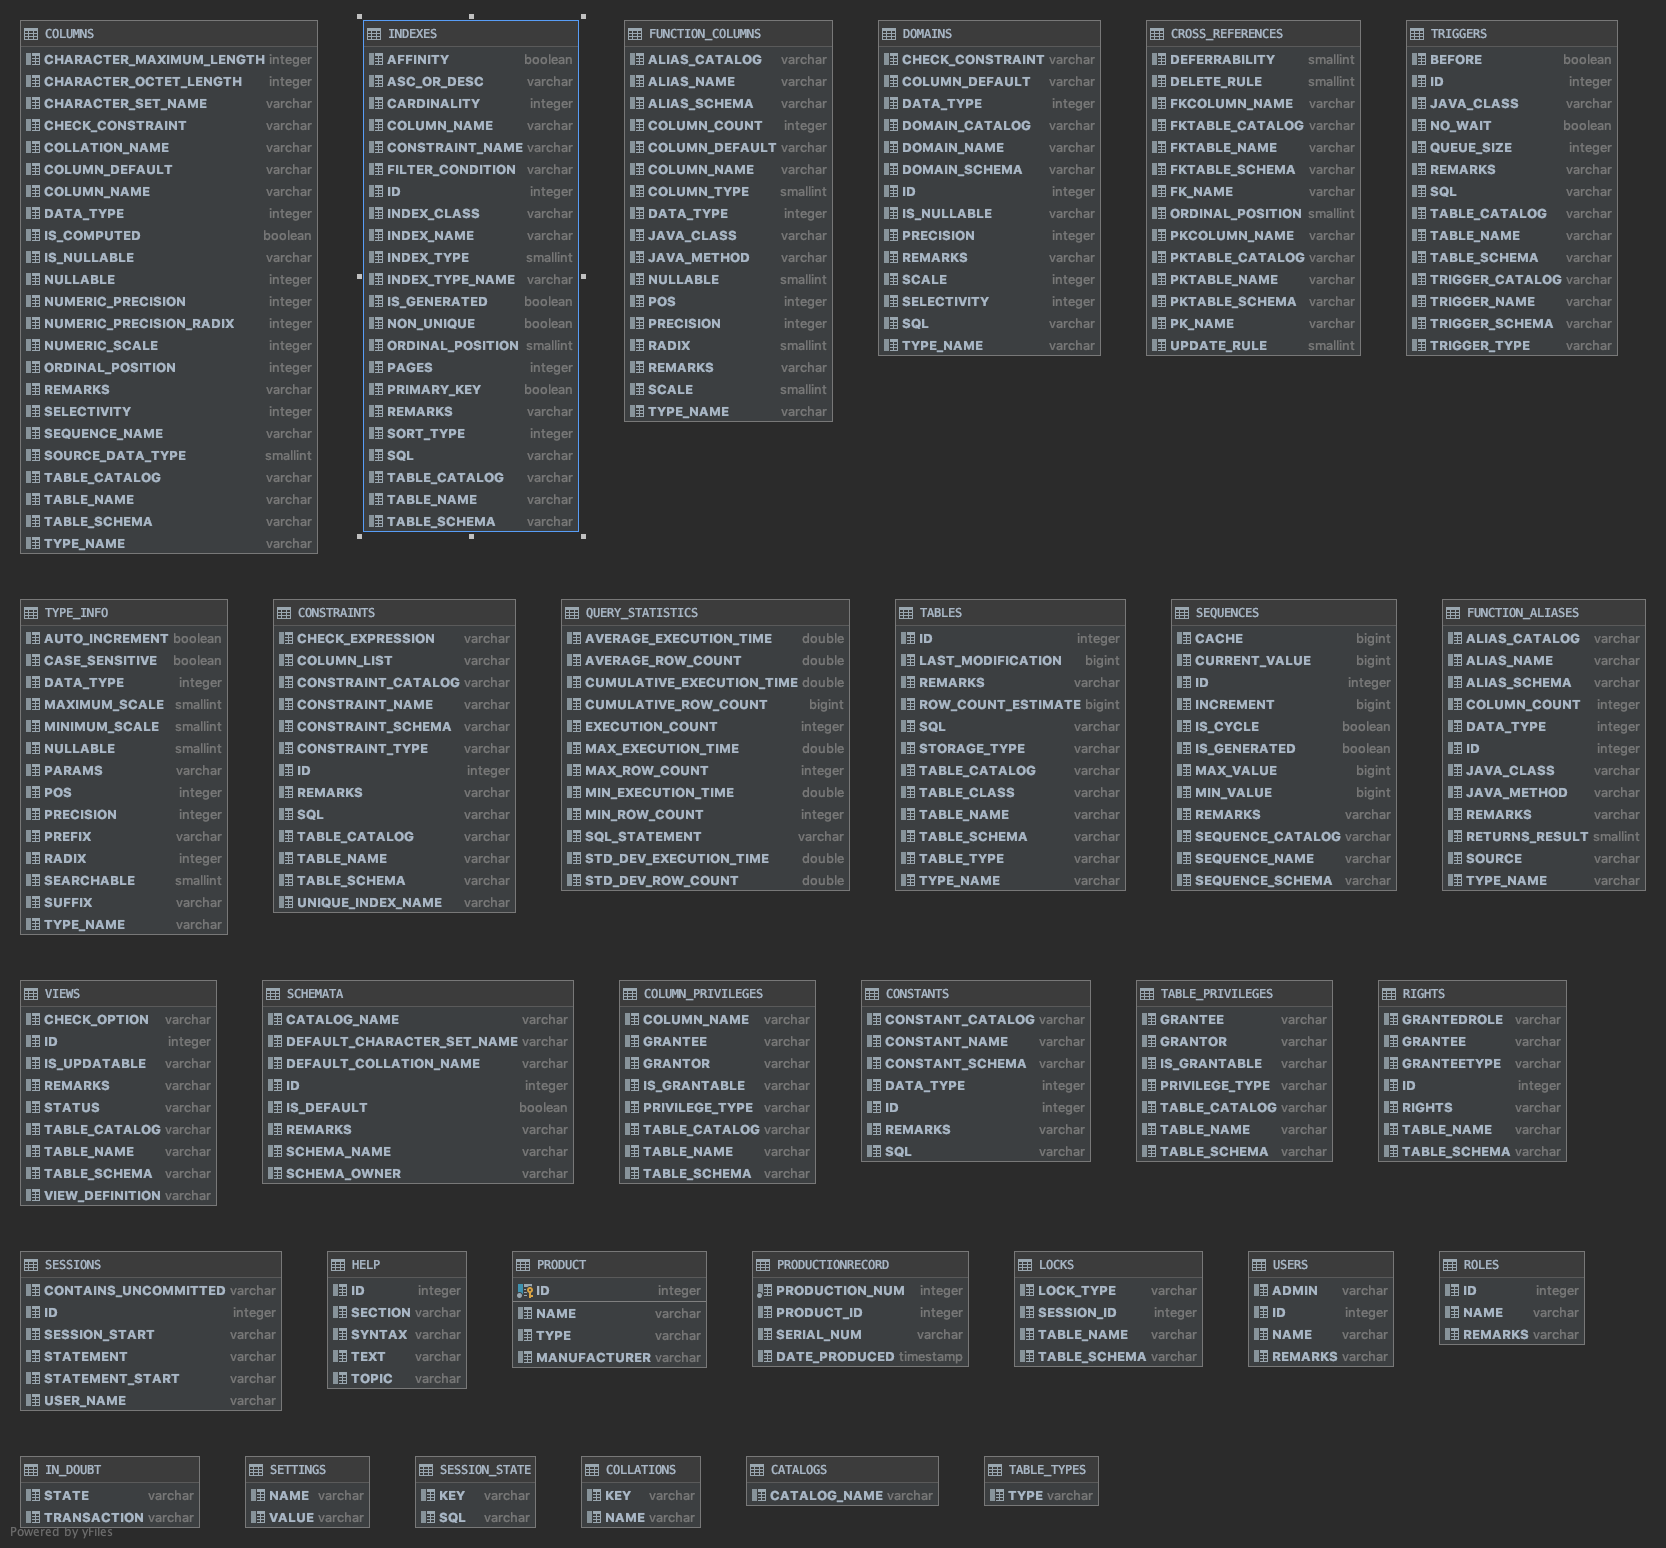 COLUMNS
CHARACTER_MAXIMUM_LENGTH integer
CHARACTER_OCTET_LENGTH integer
CHARACTER_SET_NAME varchar
CHECK_CONSTRAINT varchar
COLLATION_NAME varchar
COLUMN_DEFAULT varchar
COLUMN_NAME varchar
DATA_TYPE integer
IS_COMPUTED boolean
IS_NULLABLE varchar
NULLABLE integer
NUMERIC_PRECISION integer
NUMERIC_PRECISION_RADIX integer
NUMERIC_SCALE integer
ORDINAL_POSITION integer
REMARKS varchar
SELECTIVITY integer
SEQUENCE_NAME varchar
SOURCE_DATA_TYPE smallint
TABLE_CATALOG varchar
TABLE_NAME varchar
TABLE_SCHEMA varchar
TYPE_NAME varchar
INDEXES
AFFINITY boolean
ASC_OR_DESC varchar
CARDINALITY integer
COLUMN_NAME varchar
CONSTRAINT_NAME varchar
FILTER_CONDITION varchar
ID integer
INDEX_CLASS varchar
INDEX_NAME varchar
INDEX_TYPE smallint
INDEX_TYPE_NAME varchar
IS_GENERATED boolean
NON_UNIQUE boolean
ORDINAL_POSITION smallint
PAGES integer
PRIMARY_KEY boolean
REMARKS varchar
SORT_TYPE integer
SQL varchar
TABLE_CATALOG varchar
TABLE_NAME varchar
TABLE_SCHEMA varchar
FUNCTION_COLUMNS
ALIAS_CATALOG varchar
ALIAS_NAME varchar
ALIAS_SCHEMA varchar
COLUMN_COUNT integer
COLUMN_DEFAULT varchar
COLUMN_NAME varchar
COLUMN_TYPE smallint
DATA_TYPE integer
JAVA_CLASS varchar
JAVA_METHOD varchar
NULLABLE smallint
POS integer
PRECISION integer
RADIX smallint
REMARKS varchar
SCALE smallint
TYPE_NAME varchar
DOMAINS
CHECK_CONSTRAINT varchar
COLUMN_DEFAULT varchar
DATA_TYPE integer
DOMAIN_CATALOG varchar
DOMAIN_NAME varchar
DOMAIN_SCHEMA varchar
ID integer
IS_NULLABLE varchar
PRECISION integer
REMARKS varchar
SCALE integer
SELECTIVITY integer
SQL varchar
TYPE_NAME varchar
CROSS_REFERENCES
DEFERRABILITY smallint
DELETE_RULE smallint
FKCOLUMN_NAME varchar
FKTABLE_CATALOG varchar
FKTABLE_NAME varchar
FKTABLE_SCHEMA varchar
FK_NAME varchar
ORDINAL_POSITION smallint
PKCOLUMN_NAME varchar
PKTABLE_CATALOG varchar
PKTABLE_NAME varchar
PKTABLE_SCHEMA varchar
PK_NAME varchar
UPDATE_RULE smallint
TRIGGERS
BEFORE boolean
ID integer
JAVA_CLASS varchar
NO_WAIT boolean
QUEUE_SIZE integer
REMARKS varchar
SQL varchar
TABLE_CATALOG varchar
TABLE_NAME varchar
TABLE_SCHEMA varchar
TRIGGER_CATALOG varchar
TRIGGER_NAME varchar
TRIGGER_SCHEMA varchar
TRIGGER_TYPE varchar
TYPE_INFO
AUTO_INCREMENT boolean
CASE_SENSITIVE boolean
DATA_TYPE integer
MAXIMUM_SCALE smallint
MINIMUM_SCALE smallint
NULLABLE smallint
PARAMS varchar
POS integer
PRECISION integer
PREFIX varchar
RADIX integer
SEARCHABLE smallint
SUFFIX varchar
TYPE_NAME varchar
CONSTRAINTS
CHECK_EXPRESSION varchar
COLUMN_LIST varchar
CONSTRAINT_CATALOG varchar
CONSTRAINT_NAME varchar
CONSTRAINT_SCHEMA varchar
CONSTRAINT_TYPE varchar
ID integer
REMARKS varchar
SQL varchar
TABLE_CATALOG varchar
TABLE_NAME varchar
TABLE_SCHEMA varchar
UNIQUE_INDEX_NAME varchar
QUERY_STATISTICS
AVERAGE_EXECUTION_TIME double
AVERAGE_ROW_COUNT double
CUMULATIVE_EXECUTION_TIME double
CUMULATIVE_ROW_COUNT bigint
EXECUTION_COUNT integer
MAX_EXECUTION_TIME double
MAX_ROW_COUNT integer
MIN_EXECUTION_TIME double
MIN_ROW_COUNT integer
SQL_STATEMENT varchar
STD_DEV_EXECUTION_TIME double
STD_DEV_ROW_COUNT double
TABLES
ID integer
LAST_MODIFICATION bigint
REMARKS varchar
ROW_COUNT_ESTIMATE bigint
SQL varchar
STORAGE_TYPE varchar
TABLE_CATALOG varchar
TABLE_CLASS varchar
TABLE_NAME varchar
TABLE_SCHEMA varchar
TABLE_TYPE varchar
TYPE_NAME varchar
SEQUENCES
CACHE bigint
CURRENT_VALUE bigint
ID integer
INCREMENT bigint
IS_CYCLE boolean
IS_GENERATED boolean
MAX_VALUE bigint
MIN_VALUE bigint
REMARKS varchar
SEQUENCE_CATALOG varchar
SEQUENCE_NAME varchar
SEQUENCE_SCHEMA varchar
FUNCTION_ALIASES
ALIAS_CATALOG varchar
ALIAS_NAME varchar
ALIAS_SCHEMA varchar
COLUMN_COUNT integer
DATA_TYPE integer
ID integer
JAVA_CLASS varchar
JAVA_METHOD varchar
REMARKS varchar
RETURNS_RESULT smallint
SOURCE varchar
TYPE_NAME varchar
VIEWS
CHECK_OPTION varchar
ID integer
IS_UPDATABLE varchar
REMARKS varchar
STATUS varchar
TABLE_CATALOG varchar
TABLE_NAME varchar
TABLE_SCHEMA varchar
VIEW_DEFINITION varchar
SCHEMATA
CATALOG_NAME varchar
DEFAULT_CHARACTER_SET_NAME varchar
DEFAULT_COLLATION_NAME varchar
ID integer
IS_DEFAULT boolean
REMARKS varchar
SCHEMA_NAME varchar
SCHEMA_OWNER varchar
COLUMN_PRIVILEGES
COLUMN_NAME varchar
GRANTEE varchar
GRANTOR varchar
IS_GRANTABLE varchar
PRIVILEGE_TYPE varchar
TABLE_CATALOG varchar
TABLE_NAME varchar
TABLE_SCHEMA varchar
CONSTANTS
CONSTANT_CATALOG varchar
CONSTANT_NAME varchar
CONSTANT_SCHEMA varchar
DATA_TYPE integer
ID integer
REMARKS varchar
SQL varchar
TABLE_PRIVILEGES
GRANTEE varchar
GRANTOR varchar
IS_GRANTABLE varchar
PRIVILEGE_TYPE varchar
TABLE_CATALOG varchar
TABLE_NAME varchar
TABLE_SCHEMA varchar
RIGHTS
GRANTEDROLE varchar
GRANTEE varchar
GRANTEETYPE varchar
ID integer
RIGHTS varchar
TABLE_NAME varchar
TABLE_SCHEMA varchar
SESSIONS
CONTAINS_UNCOMMITTED varchar
ID integer
SESSION_START varchar
STATEMENT varchar
STATEMENT_START varchar
USER_NAME varchar
HELP
ID integer
SECTION varchar
SYNTAX varchar
TEXT varchar
TOPIC varchar
PRODUCT
ID integer
NAME varchar
TYPE varchar
MANUFACTURER varchar
PRODUCTIONRECORD
PRODUCTION_NUM integer
PRODUCT_ID integer
SERIAL_NUM varchar
DATE_PRODUCED timestamp
LOCKS
LOCK_TYPE varchar
SESSION_ID integer
TABLE_NAME varchar
TABLE_SCHEMA varchar
USERS
ADMIN varchar
ID integer
NAME varchar
REMARKS varchar
ROLES
ID integer
NAME varchar
REMARKS varchar
IN_DOUBT
STATE varchar
TRANSACTION varchar
SETTINGS
NAME varchar
VALUE varchar
SESSION_STATE
KEY varchar
SQL varchar
COLLATIONS
KEY varchar
NAME varchar
CATALOGS
CATALOG_NAME varchar
TABLE_TYPES
TYPE varchar
Powered by yFiles